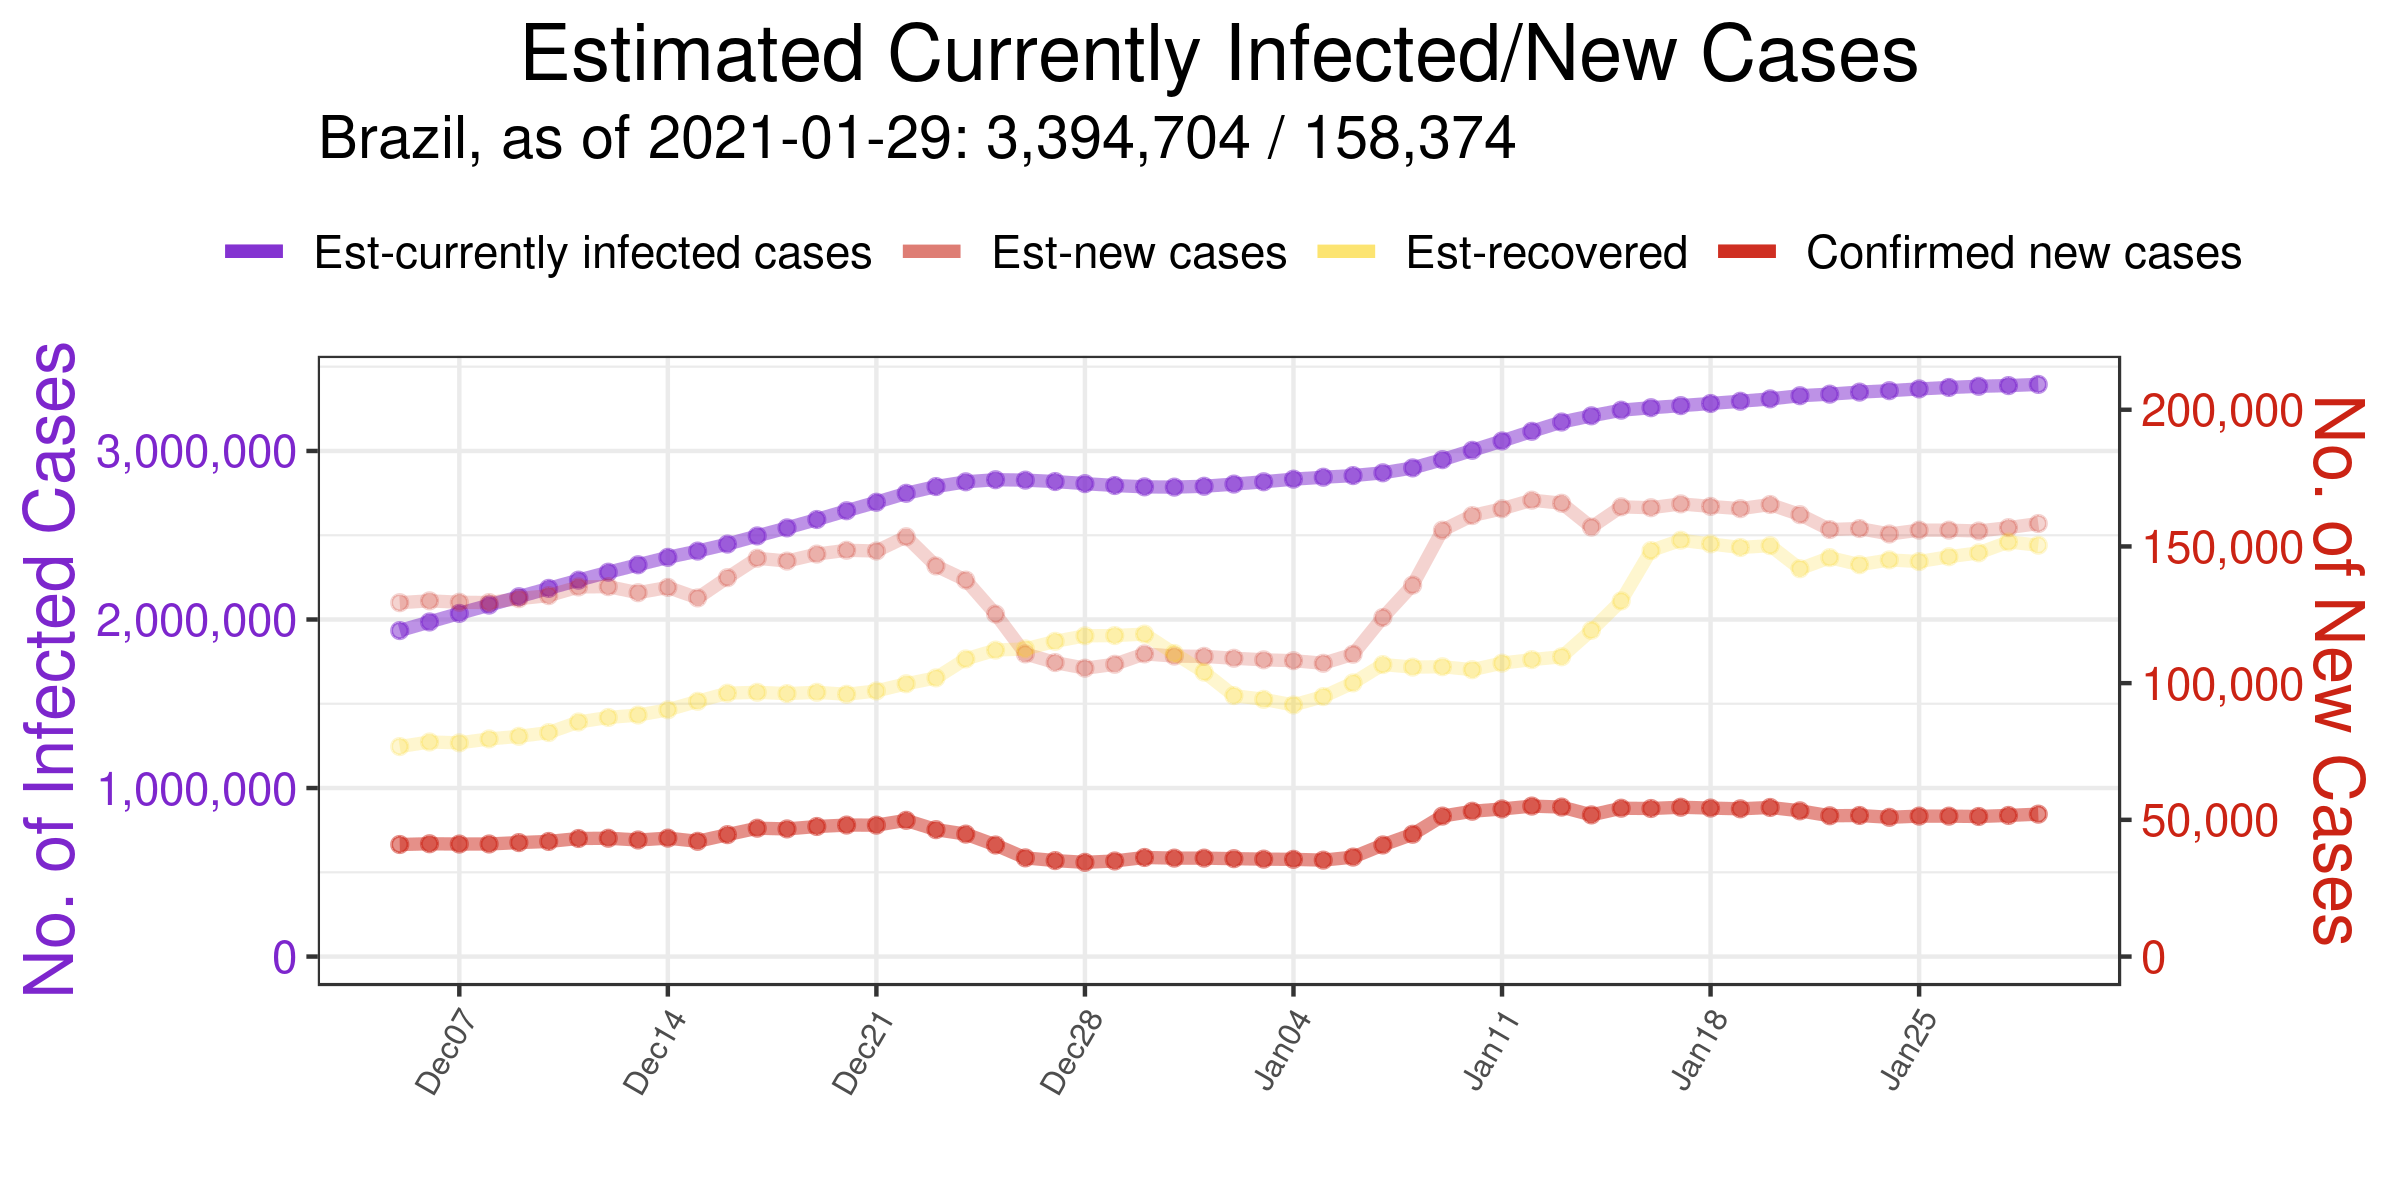 Estimated Currently Infected/New Cases
Brazil, as of 2021-01-29: 3,394,704 / 158,374
Est-currently infected cases Est-new cases Est-recovered Confirmed new cases
No. of Infected Cases
3,000,000
2,000,000
1,000,000
0
200,000
150,000
100,000
50,000
0
No. of New Cases
Dec07 Dec14 Dec21 Dec28 Jan04 Jan11 Jan18 Jan25